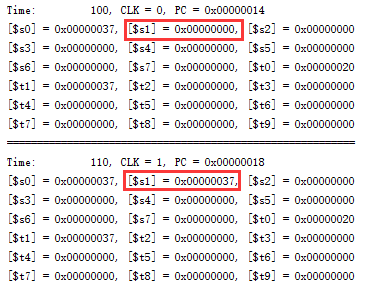 Time: 100, CLK = 0, PC = 0x00000014
[$s0] = 0x00000037, [$s1] = 0x00000000, [$s2] = 0x00000000
[$s3] = 0x00000000, [$s4] = 0x00000000, [$s5] = 0x00000000
[$s6] = 0x00000000, [$s7] = 0x00000000, [$t0] = 0x00000020
[$t1] = 0x00000037, [$t2] = 0x00000000, [$t3] = 0x00000000
[$t4] = 0x00000000, [$t5] = 0x00000000, [$t6] = 0x00000000
[$t7] = 0x00000000, [$t8] = 0x00000000, [$t9] = 0x00000000
Time: 110, CLK = 1, PC = 0x00000018
[$s0] = 0x00000037, [$s1] = 0x00000037, [$s2] = 0x00000000
[$s3] = 0x00000000, [$s4] = 0x00000000, [$s5] = 0x00000000
[$s6] = 0x00000000, [$s7] = 0x00000000, [$t0] = 0x00000020
[$t1] = 0x00000037, [$t2] = 0x00000000, [$t3] = 0x00000000
[$t4] = 0x00000000, [$t5] = 0x00000000, [$t6] = 0x00000000
[$t7] = 0x00000000, [$t8] = 0x00000000, [$t9] = 0x00000000